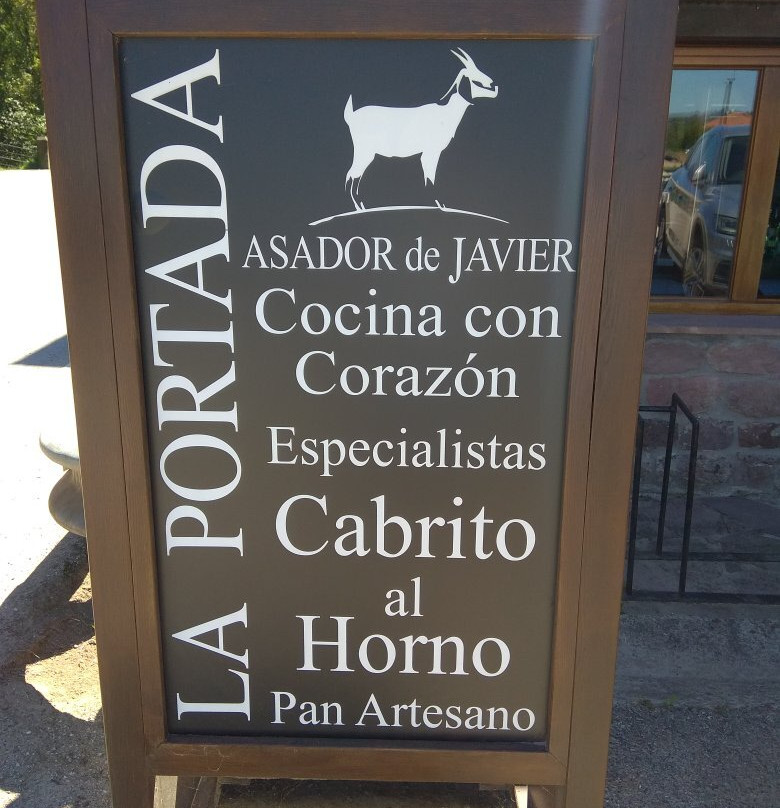 LA PORTADA
ASADOR de JAVIER
Cocina con
Corazón
Especialistas
Cabrito
al
Horno
Pan Artesano